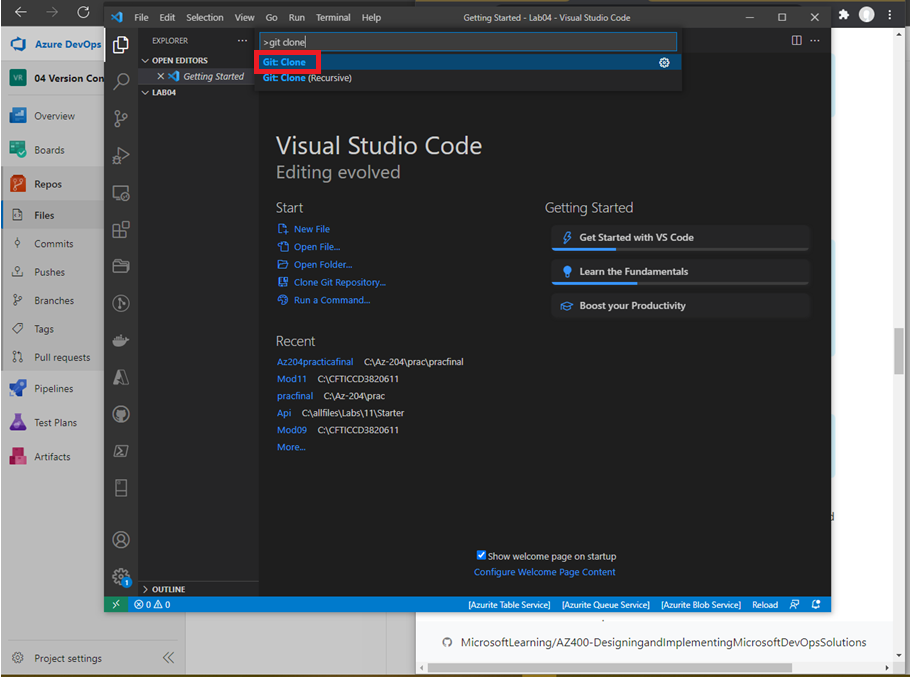 File Edit Selection View Go Run Terminal Help
Getting Started - Lab04 - Visual Studio Code
Azure DevOps
VR 04 Version Con
Overview
Boards
Repos
Files
Commits
Pushes
Branches
Tags
Pull requests
Pipelines
Test Plans
Artifacts
Project settings
EXPLORER
OPEN EDITORS
Getting Started
LAB04
OUTLINE
>git clone
Git: Clone
Git: Clone (Recursive)
Visual Studio Code
Editing evolved
Start
New File
Open File...
Open Folder...
Clone Git Repository...
Run a Command...
Recent
Az204practicafinal C:\Az-204\prac\pracfinal
Mod11 C:\CFTICCD3820611
pracfinal C:\Az-204\prac
Api C:\allfiles\Labs\11\Starter
Mod09 C:\CFTICCD3820611
More...
Getting Started
Get Started with VS Code
Learn the Fundamentals
Boost your Productivity
Show welcome page on startup
Configure Welcome Page Content
1
0 0
[Azurite Table Service] [Azurite Queue Service] [Azurite Blob Service] Reload
MicrosoftLearning/AZ400-DesigningandImplementingMicrosoftDevOpsSolutions